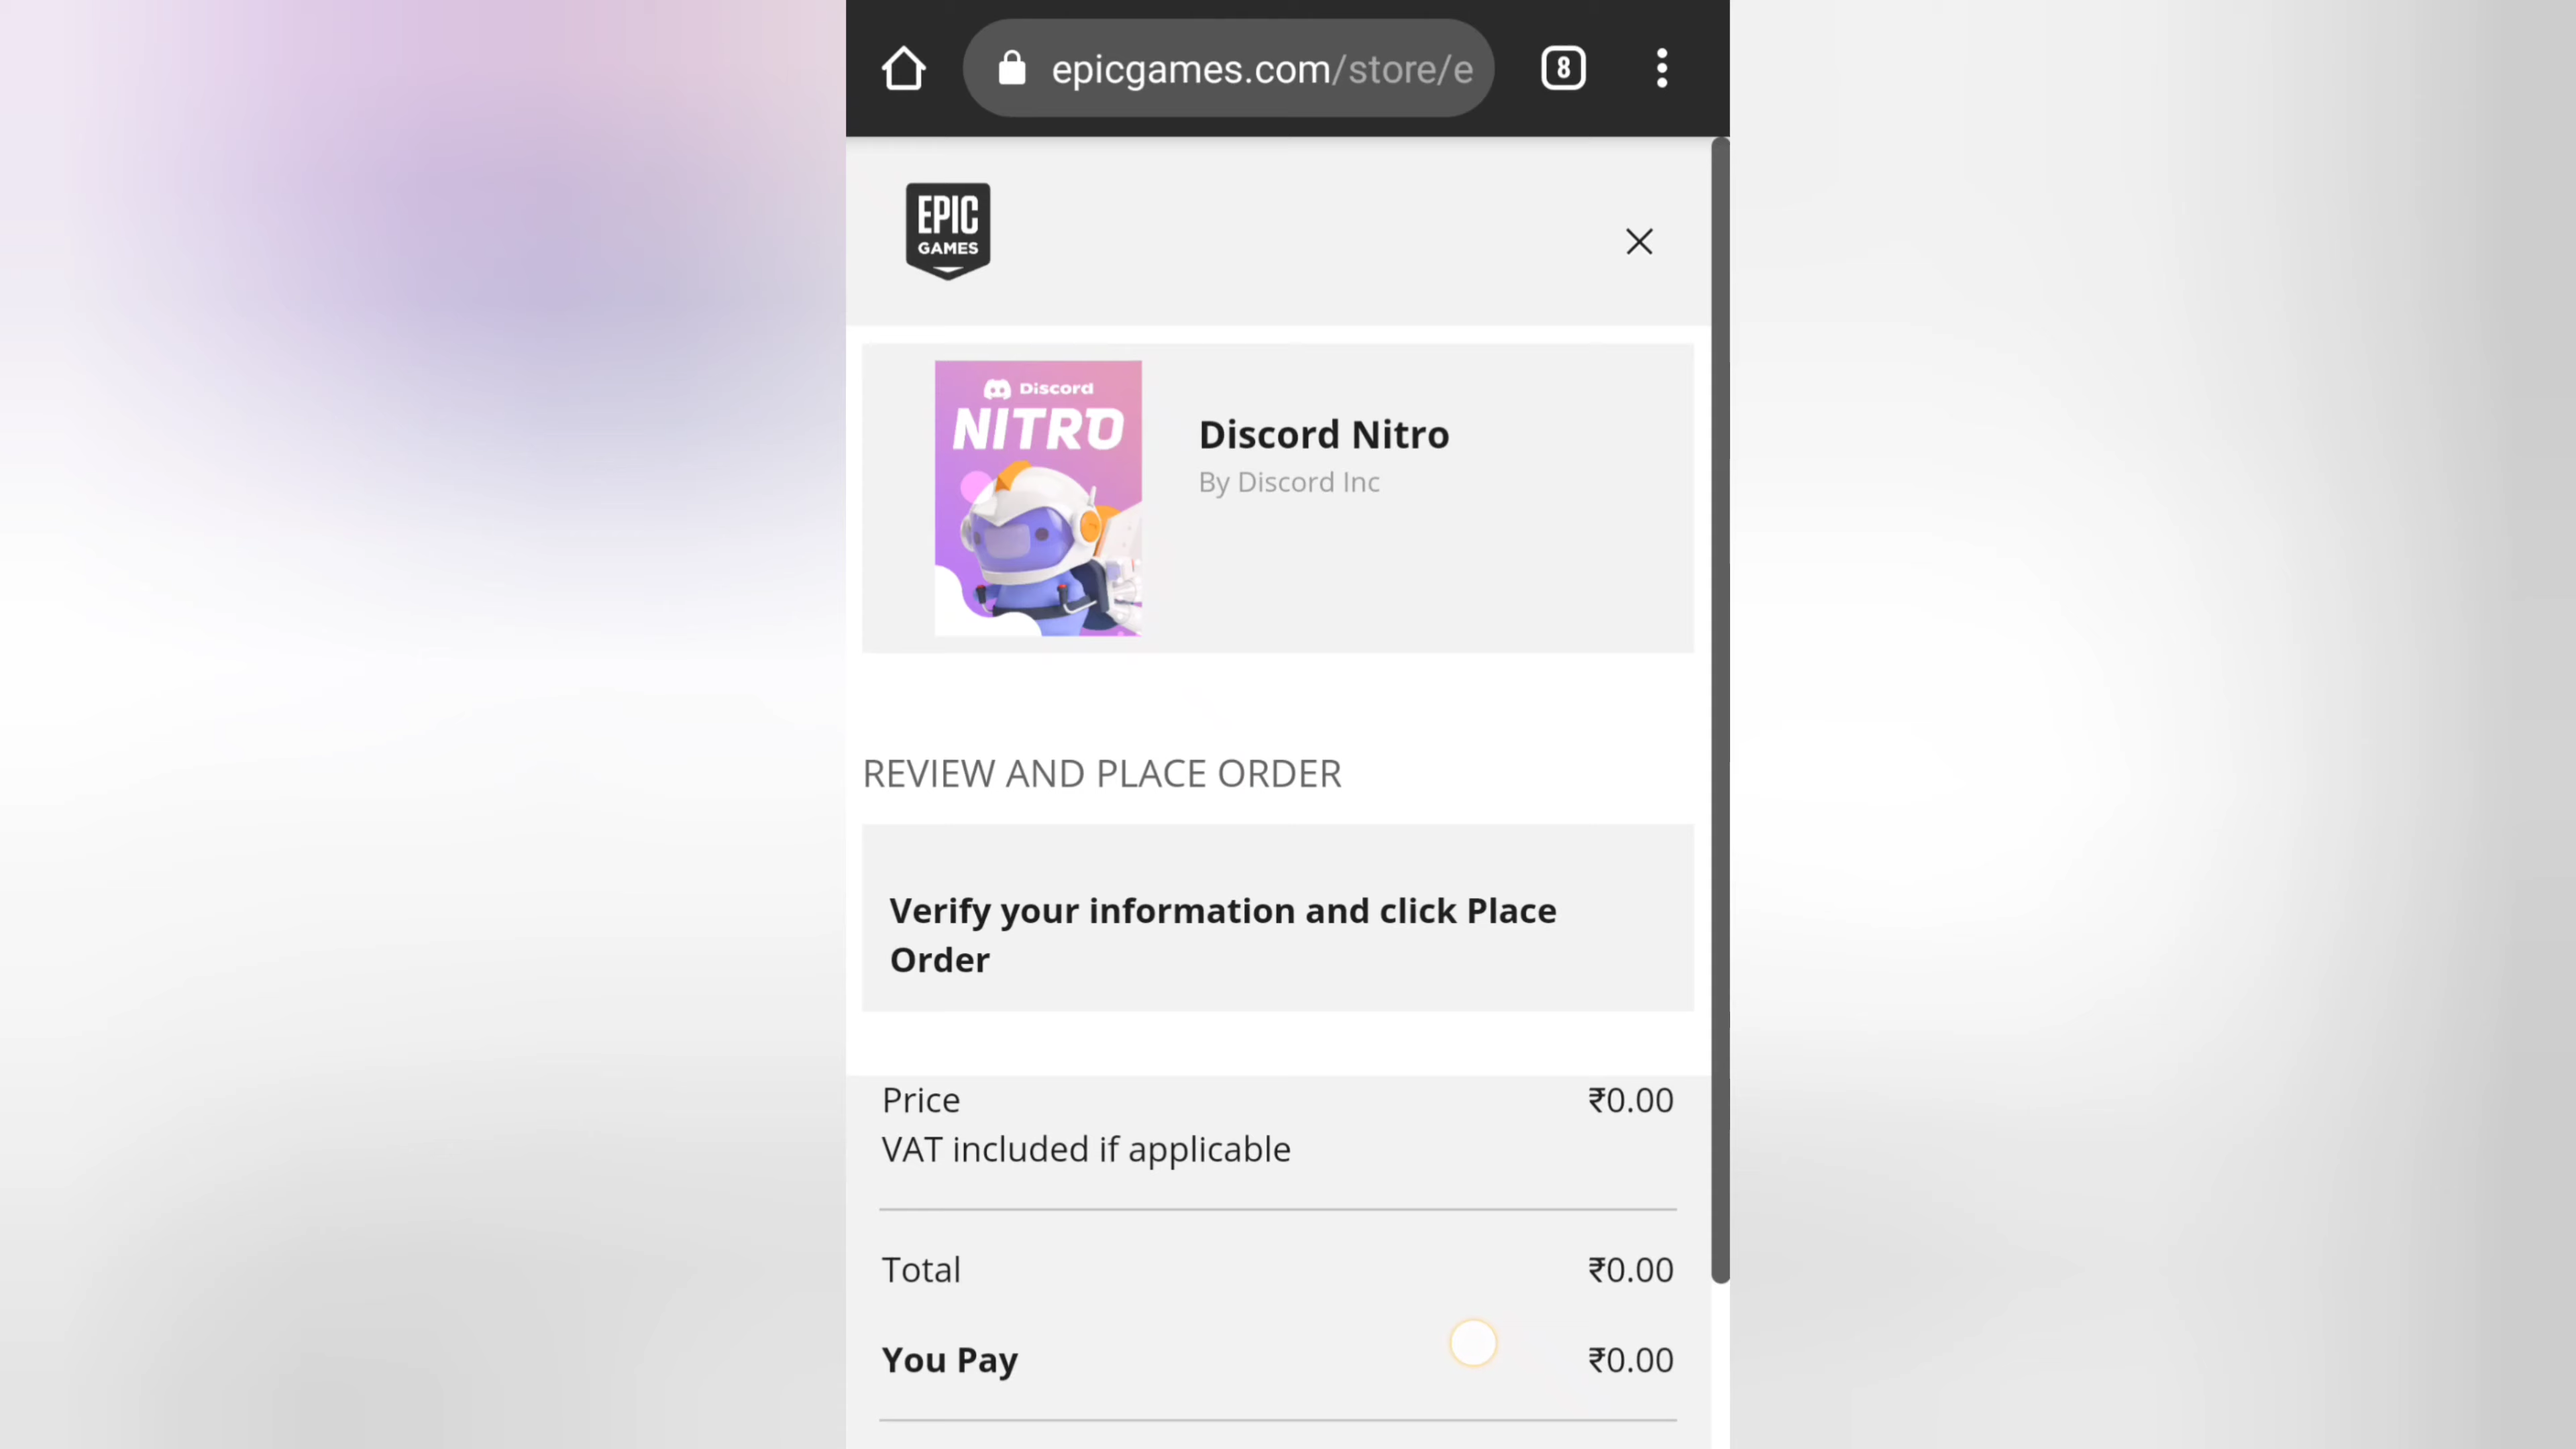 epicgames.com/store/e
8
EPIC
GAMES
Discord
NITRO
Discord Nitro
By Discord Inc
REVIEW AND PLACE ORDER
Verify your information and click Place
Order
Price ₹0.00
VAT included if applicable
Total ₹0.00
You Pay ₹0.00